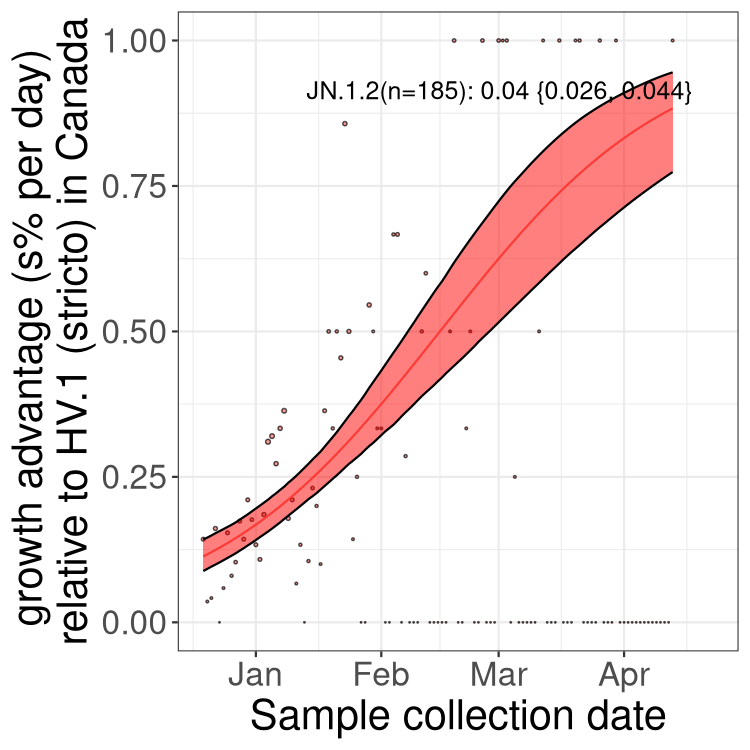 growth advantage (s% per day)
relative to HV.1 (stricto) in Canada
1.00
0.75
0.50
0.25
0.00
JN.1.2(n=185): 0.04 {0.026, 0.044}
Jan Feb Mar Apr
Sample collection date